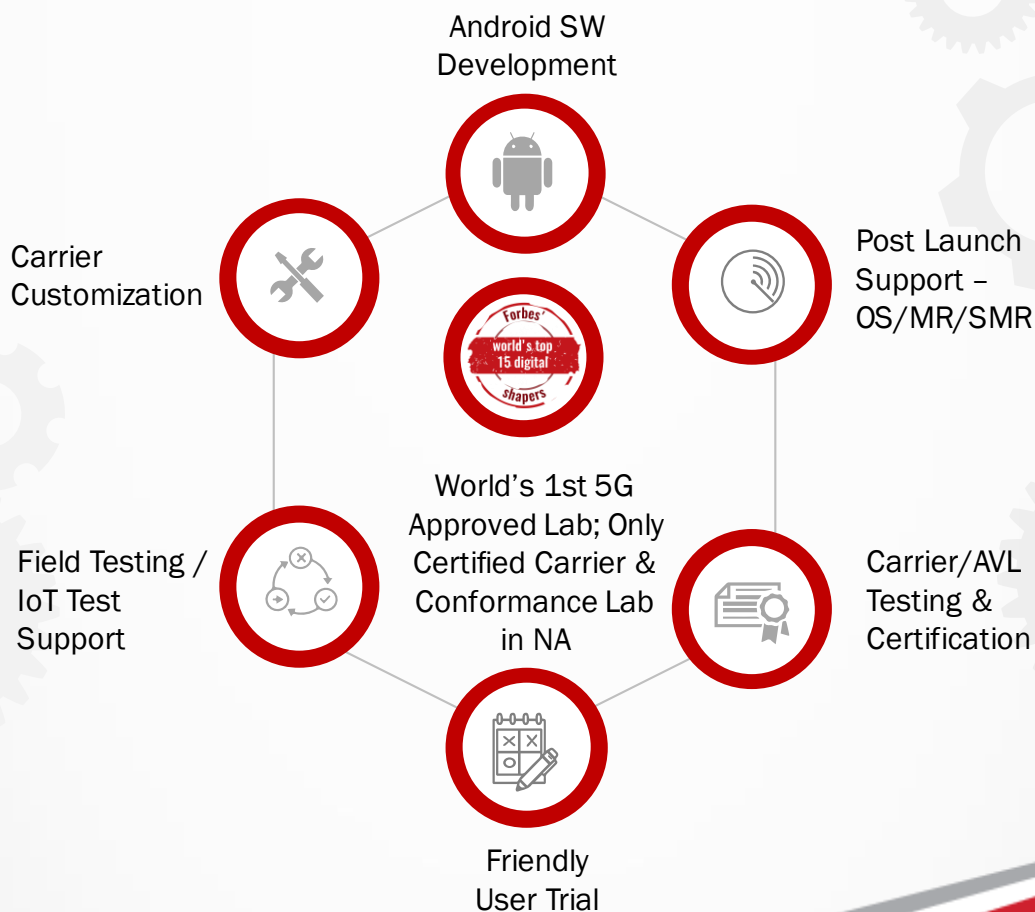 Android SW
Development
Carrier
Customization
Post Launch
Support –
OS/MR/SMR
Forbes'
world's top
15 digital
shapers
World’s 1st 5G
Approved Lab; Only
Certified Carrier &
Conformance Lab
in NA
Field Testing /
IoT Test
Support
Carrier/AVL
Testing &
Certification
Friendly
User Trial